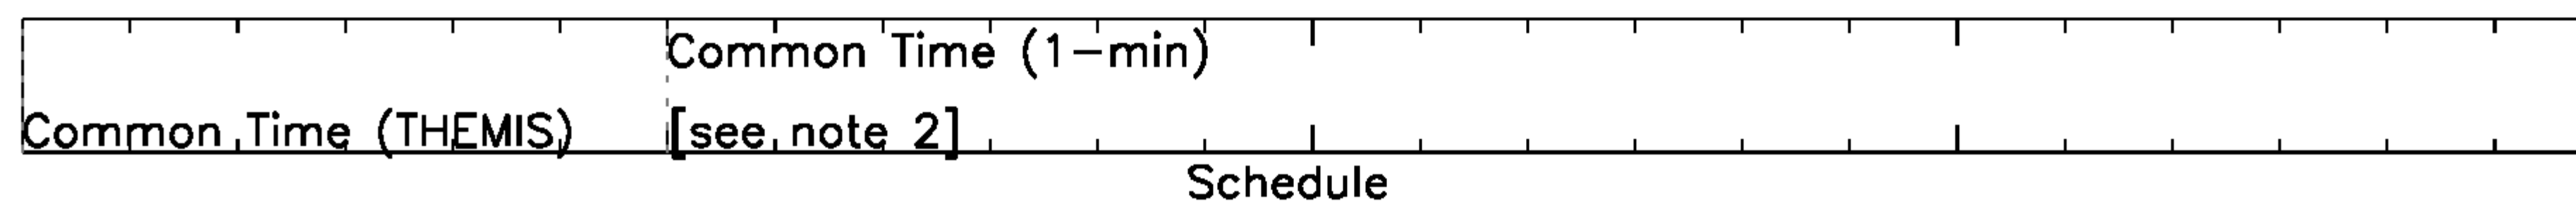 Common Time (1-min)
Common Time (THEMIS)
[see note 2]
Schedule